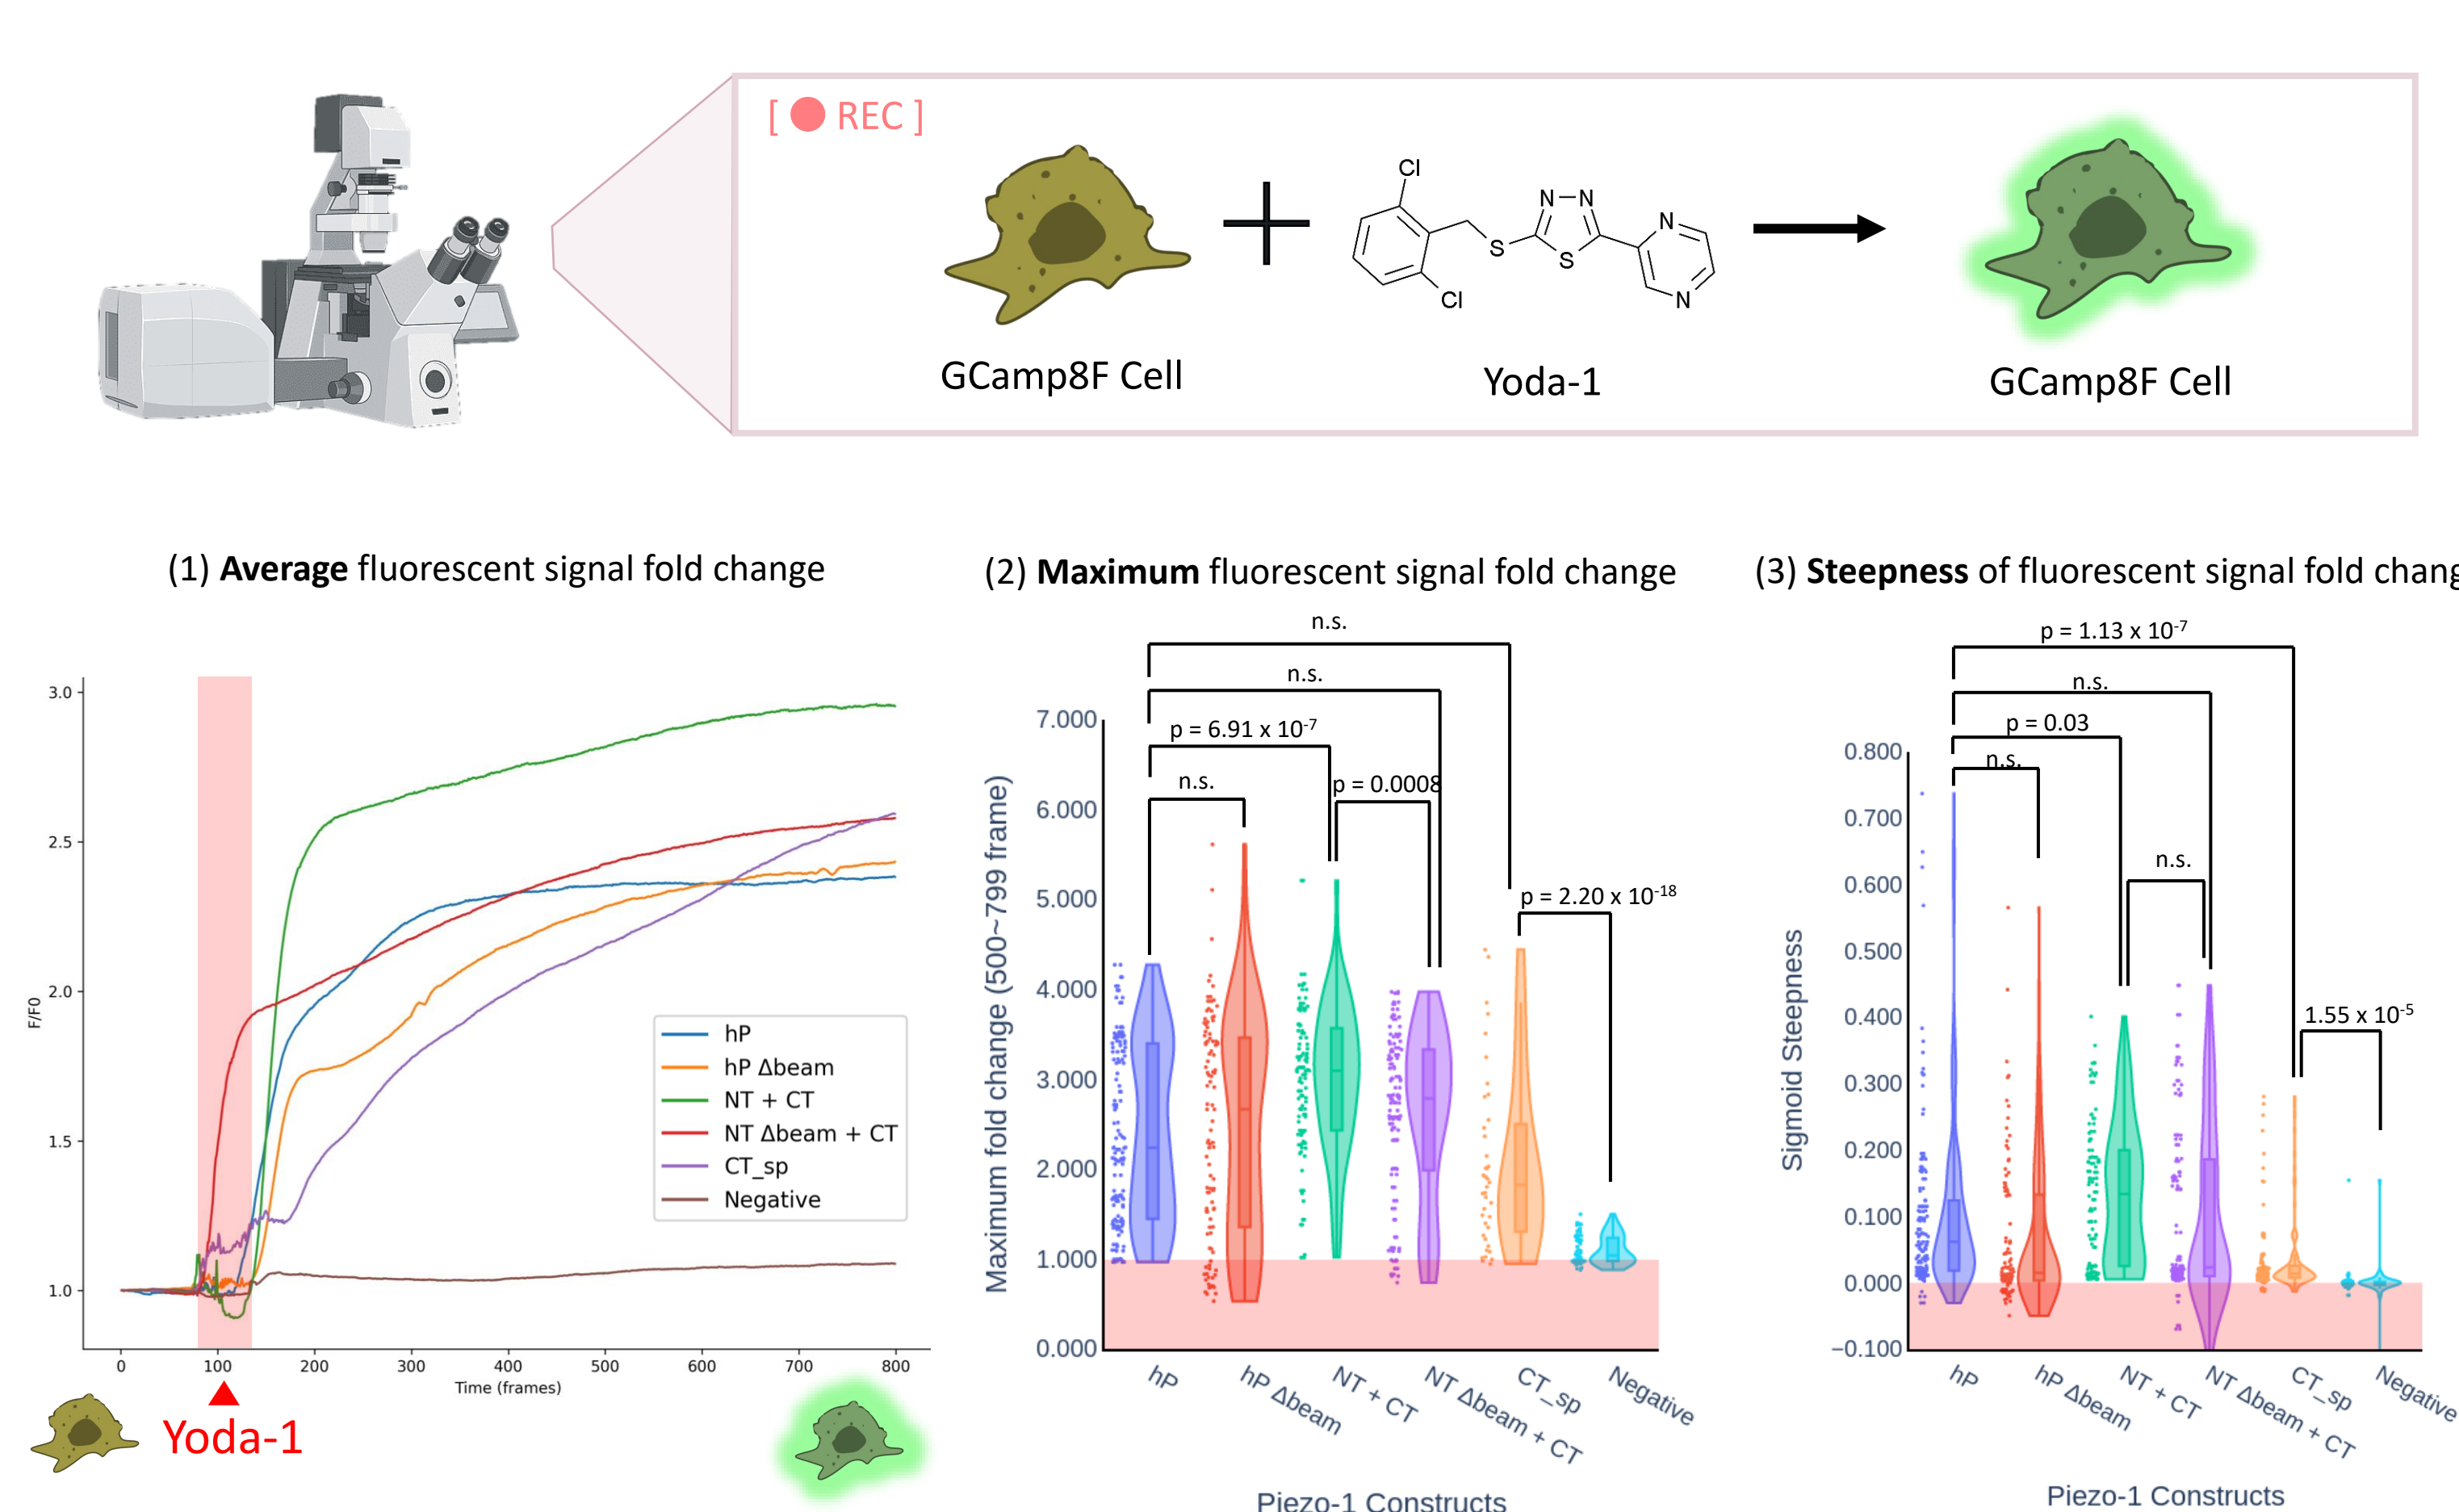 [ ● REC ]
Cl
N N
N
S
S
Cl
N
GCamp8F Cell
Yoda-1
GCamp8F Cell
(1) Average fluorescent signal fold change
(2) Maximum fluorescent signal fold change
(3) Steepness of fluorescent signal fold chang
F/F0
3.0
2.5
2.0
1.5
1.0
0 100 200 300 400 500 600 700 800
Time (frames)
hP
hP Δbeam
NT + CT
NT Δbeam + CT
CT_sp
Negative
Yoda-1
n.s.
n.s.
p = 6.91 x 10-7
n.s.
p = 0.0008
p = 2.20 x 10-18
Maximum fold change (500~799 frame)
7.000
6.000
5.000
4.000
3.000
2.000
1.000
0.000
hP
hP Δbeam
NT + CT
NT Δbeam + CT
CT_sp
Negative
Piezo-1 Constructs
p = 1.13 x 10-7
n.s.
p = 0.03
n.s.
n.s.
1.55 x 10-5
Sigmoid Steepness
0.800
0.700
0.600
0.500
0.400
0.300
0.200
0.100
0.000
−0.100
hP
hP Δbeam
NT + CT
NT Δbeam + CT
CT_sp
Negative
Piezo-1 Constructs